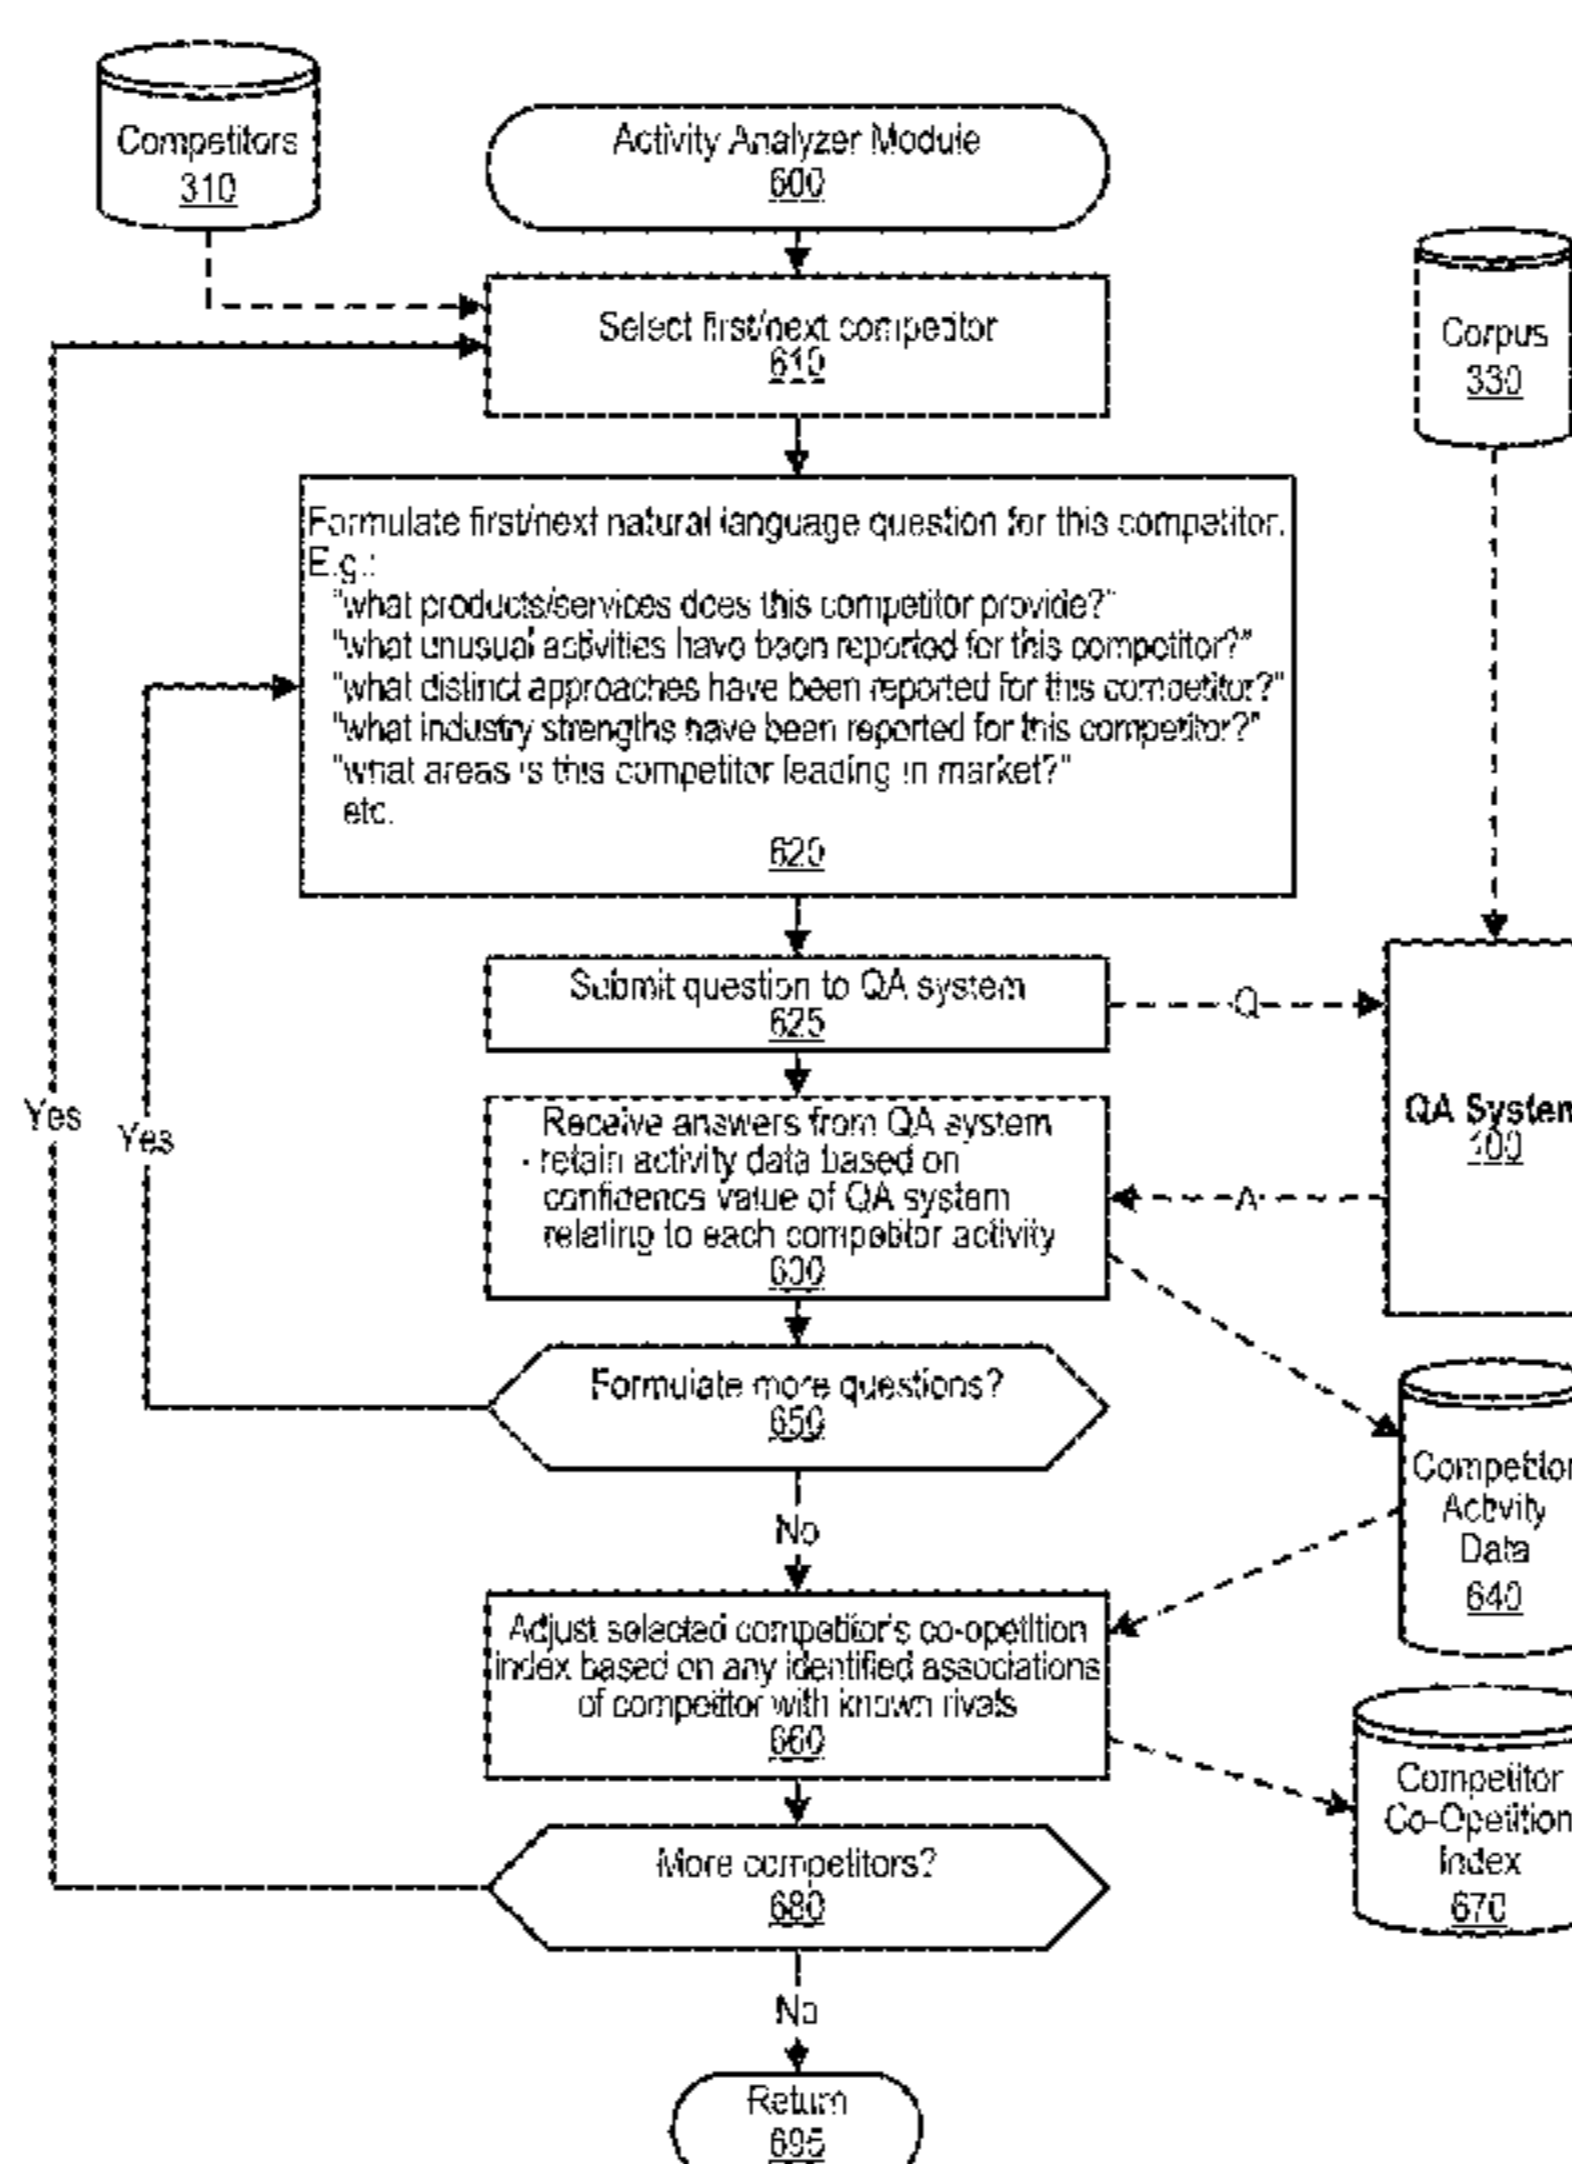 Competitors
310
Activity Analyzer Module
600
Select first/next competitor
610
Corpus
330
Formulate first/next natural language question for this competitor.
E.g.:
"what products/services does this competitor provide?"
"what unusual activities have been reported for this competitor?"
"what distinct approaches have been reported for this competitor?"
"what industry strengths have been reported for this competitor?"
"what areas is this competitor leading in market?"
etc.
620
Submit question to QA system
625
Q
Yes
Yes
Receive answers from QA system
- retain activity data based on
confidence value of QA system
relating to each competitor activity
630
QA System
100
A
Formulate more questions?
650
No
Competitor
Activity
Data
640
Adjust selected competitor's co-opetition
index based on any identified associations
of competitor with known rivals
660
Competitor
Co-Opetition
Index
670
More competitors?
680
No
Return
695